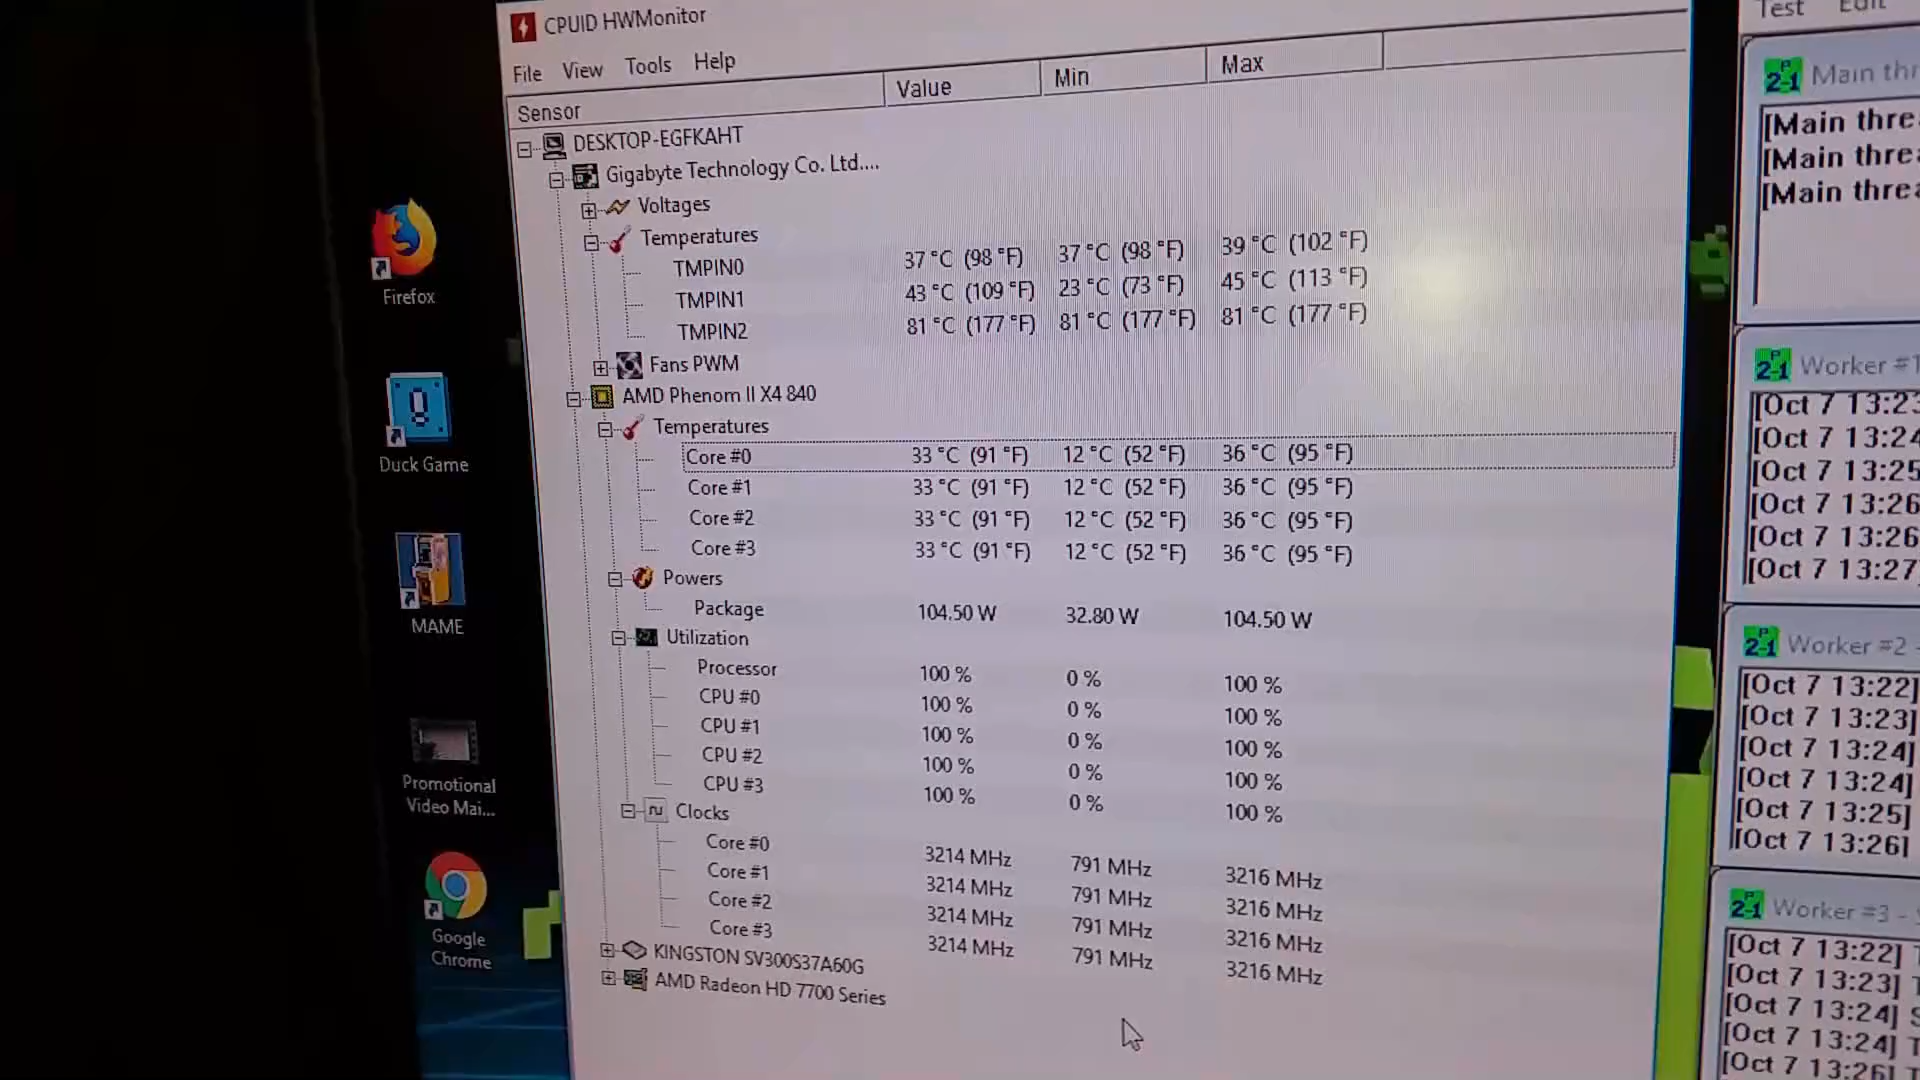 CPUID HWMonitor
File View Tools Help
Sensor Value Min Max
DESKTOP-EGFKAHT
Gigabyte Technology Co. Ltd....
Voltages
Temperatures
TMPIN0 37 °C (98 °F) 37 °C (98 °F) 39 °C (102 °F)
TMPIN1 43 °C (109 °F) 23 °C (73 °F) 45 °C (113 °F)
TMPIN2 81 °C (177 °F) 81 °C (177 °F) 81 °C (177 °F)
Fans PWM
AMD Phenom II X4 840
Temperatures
Core #0 33 °C (91 °F) 12 °C (52 °F) 36 °C (95 °F)
Core #1 33 °C (91 °F) 12 °C (52 °F) 36 °C (95 °F)
Core #2 33 °C (91 °F) 12 °C (52 °F) 36 °C (95 °F)
Core #3 33 °C (91 °F) 12 °C (52 °F) 36 °C (95 °F)
Powers
Package 104.50 W 32.80 W 104.50 W
Utilization
Processor 100 % 0 % 100 %
CPU #0 100 % 0 % 100 %
CPU #1 100 % 0 % 100 %
CPU #2 100 % 0 % 100 %
CPU #3 100 % 0 % 100 %
Clocks
Core #0 3214 MHz 791 MHz 3216 MHz
Core #1 3214 MHz 791 MHz 3216 MHz
Core #2 3214 MHz 791 MHz 3216 MHz
Core #3 3214 MHz 791 MHz 3216 MHz
KINGSTON SV300S37A60G
AMD Radeon HD 7700 Series
Firefox
Duck Game
MAME
Promotional
Video Mai...
Google
Chrome
Test Edit
Main thr
[Main thre
[Main thre
[Main thre
Worker #1
[Oct 7 13:23
[Oct 7 13:24
[Oct 7 13:25
[Oct 7 13:26
[Oct 7 13:26
[Oct 7 13:27
Worker #2 -
[Oct 7 13:22]
[Oct 7 13:23]
[Oct 7 13:24]
[Oct 7 13:24]
[Oct 7 13:25]
[Oct 7 13:26]
Worker #3 -
[Oct 7 13:22]
[Oct 7 13:23]
[Oct 7 13:24] S
[Oct 7 13:24]
[Oct 7 13:26]